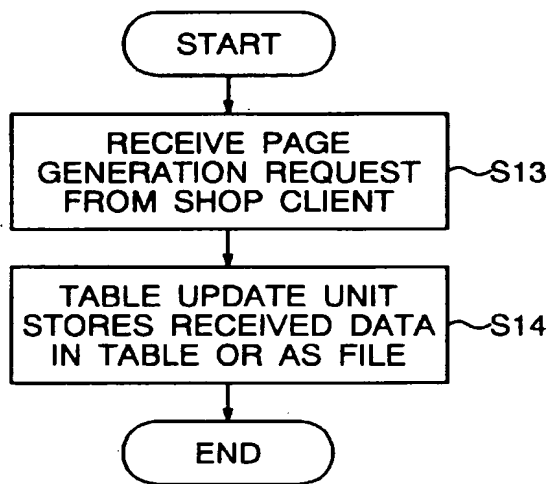 START
RECEIVE PAGE
GENERATION REQUEST
FROM SHOP CLIENT
S13
TABLE UPDATE UNIT
STORES RECEIVED DATA
IN TABLE OR AS FILE
S14
END